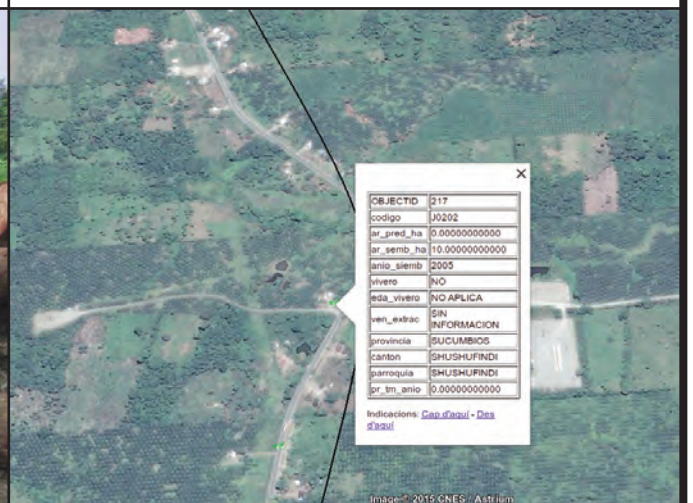 ×
OBJECTID 217
codigo J0202
ar_pred_ha 0.00000000000
ar_semb_ha 10.00000000000
anio_siemb 2005
vivero NO
eda_vivero NO APLICA
ven_extrac SIN
INFORMACION
provincia SUCUMBIOS
canton SHUSHUFINDI
parroquia SHUSHUFINDI
pr_tm_anio 0.00000000000
Indicacions: Cap d'aquí - Des
d'aquí
Image © 2015 CNES / Astrium